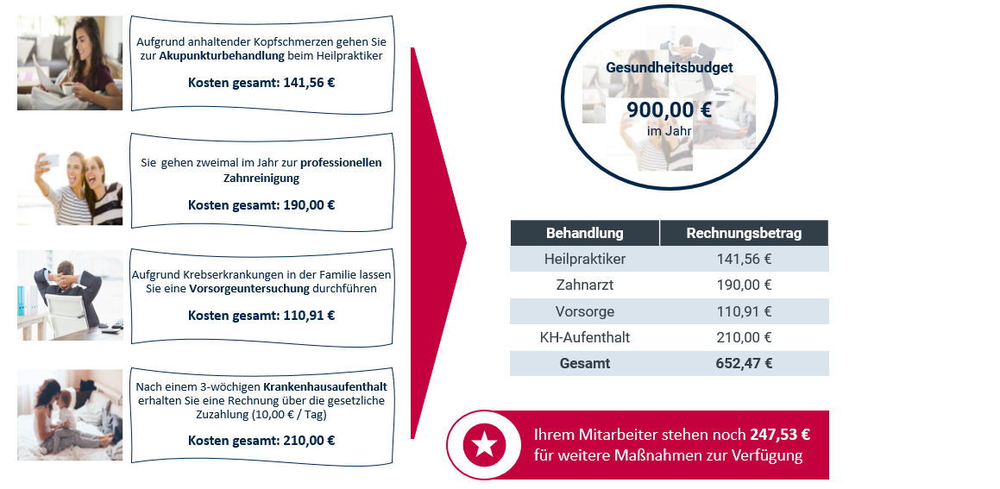 Aufgrund anhaltender Kopfschmerzen gehen Sie
zur Akupunkturbehandlung beim Heilpraktiker
Kosten gesamt: 141,56 €
Sie gehen zweimal im Jahr zur professionellen
Zahnreinigung
Kosten gesamt: 190,00 €
Aufgrund Krebserkrankungen in der Familie lassen
Sie eine Vorsorgeuntersuchung durchführen
Kosten gesamt: 110,91 €
Nach einem 3-wöchigen Krankenhausaufenthalt
erhalten Sie eine Rechnung über die gesetzliche
Zuzahlung (10,00 € / Tag)
Kosten gesamt: 210,00 €
Gesundheitsbudget
900,00 €
im Jahr
Behandlung Rechnungsbetrag
Heilpraktiker 141,56 €
Zahnarzt 190,00 €
Vorsorge 110,91 €
KH-Aufenthalt 210,00 €
Gesamt 652,47 €
Ihrem Mitarbeiter stehen noch 247,53 €
für weitere Maßnahmen zur Verfügung